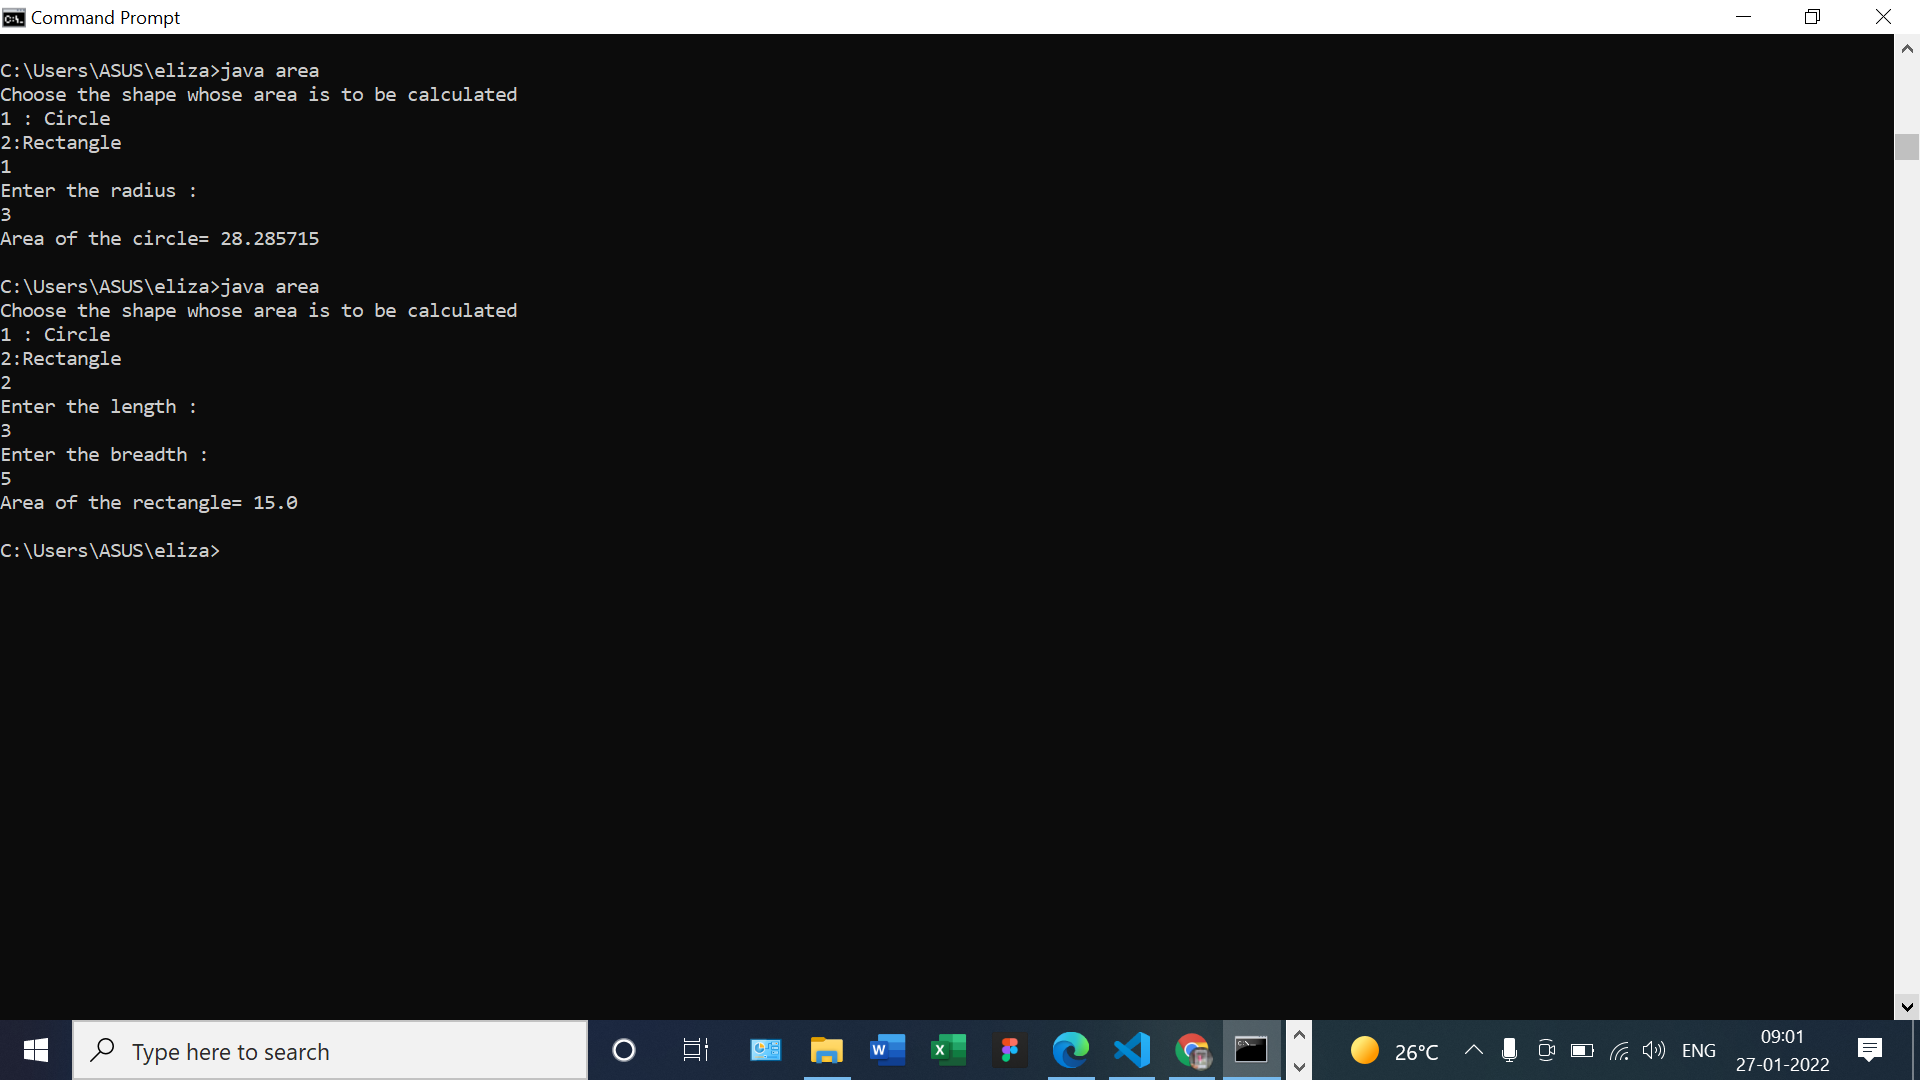 Command Prompt
C:\Users\ASUS\eliza>java area
Choose the shape whose area is to be calculated
1 : Circle
2:Rectangle
1
Enter the radius :
3
Area of the circle= 28.285715
C:\Users\ASUS\eliza>java area
Choose the shape whose area is to be calculated
1 : Circle
2:Rectangle
2
Enter the length :
3
Enter the breadth :
5
Area of the rectangle= 15.0
C:\Users\ASUS\eliza>
Type here to search
26°C
ENG
09:01
27-01-2022